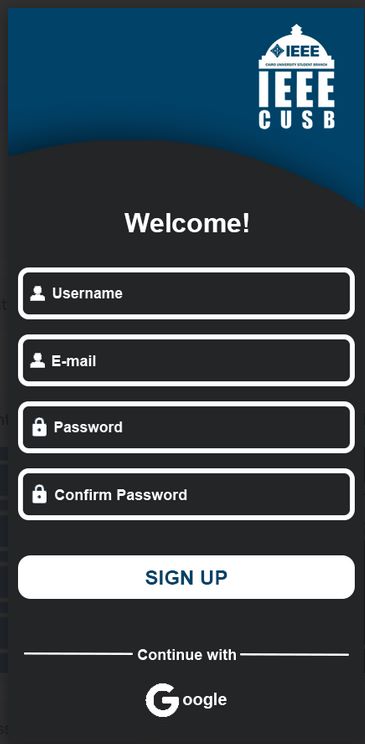 IEEE
CAIRO UNIVERSITY STUDENT BRANCH
IEEE
CUSB
Welcome!
Username
E-mail
Password
Confirm Password
SIGN UP
Continue with
Google